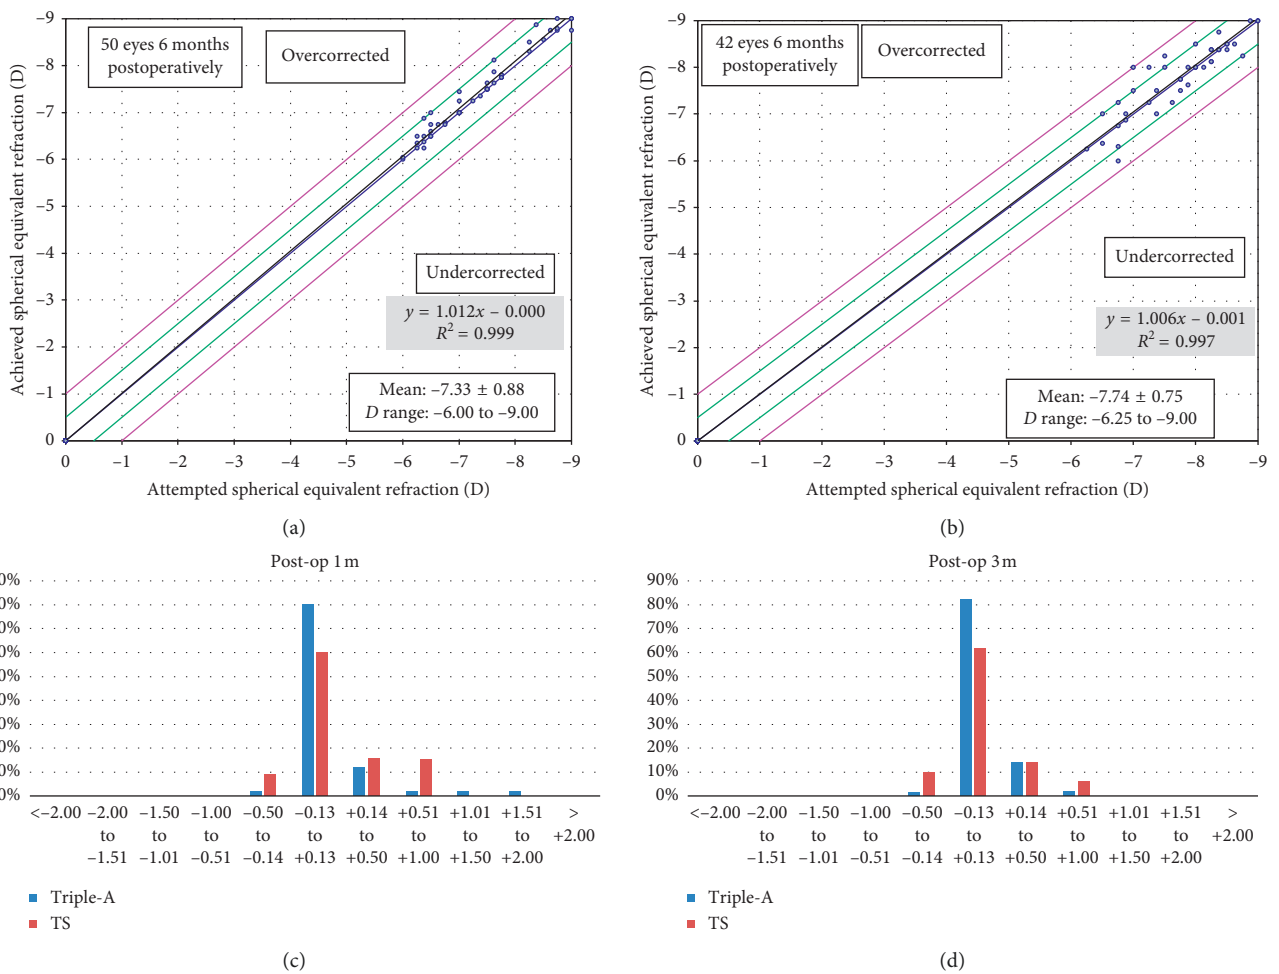 50 eyes 6 months
postoperatively
Overcorrected
Undercorrected
y = 1.012x – 0.000
R² = 0.999
Mean: –7.33 ± 0.88
D range: –6.00 to –9.00
Achieved spherical equivalent refraction (D)
–9
–8
–7
–6
–5
–4
–3
–2
–1
0
0 –1 –2 –3 –4 –5 –6 –7 –8 –9
Attempted spherical equivalent refraction (D)
(a)
42 eyes 6 months
postoperatively
Overcorrected
Undercorrected
y = 1.006x – 0.001
R² = 0.997
Mean: –7.74 ± 0.75
D range: –6.25 to –9.00
Achieved spherical equivalent refraction (D)
–9
–8
–7
–6
–5
–4
–3
–2
–1
0
0 –1 –2 –3 –4 –5 –6 –7 –8 –9
Attempted spherical equivalent refraction (D)
(b)
Post-op 1 m
0%
0%
0%
0%
0%
0%
0%
0%
0%
0%
<–2.00 –2.00 –1.50 –1.00 –0.50 –0.13 +0.14 +0.51 +1.01 +1.51 >
to to to to to to to to to +2.00
–1.51 –1.01 –0.51 –0.14 +0.13 +0.50 +1.00 +1.50 +2.00
Triple-A
TS
(c)
Post-op 3 m
90%
80%
70%
60%
50%
40%
30%
20%
10%
0%
<–2.00 –2.00 –1.50 –1.00 –0.50 –0.13 +0.14 +0.51 +1.01 +1.51 >
to to to to to to to to to +2.00
–1.51 –1.01 –0.51 –0.14 +0.13 +0.50 +1.00 +1.50 +2.00
Triple-A
TS
(d)